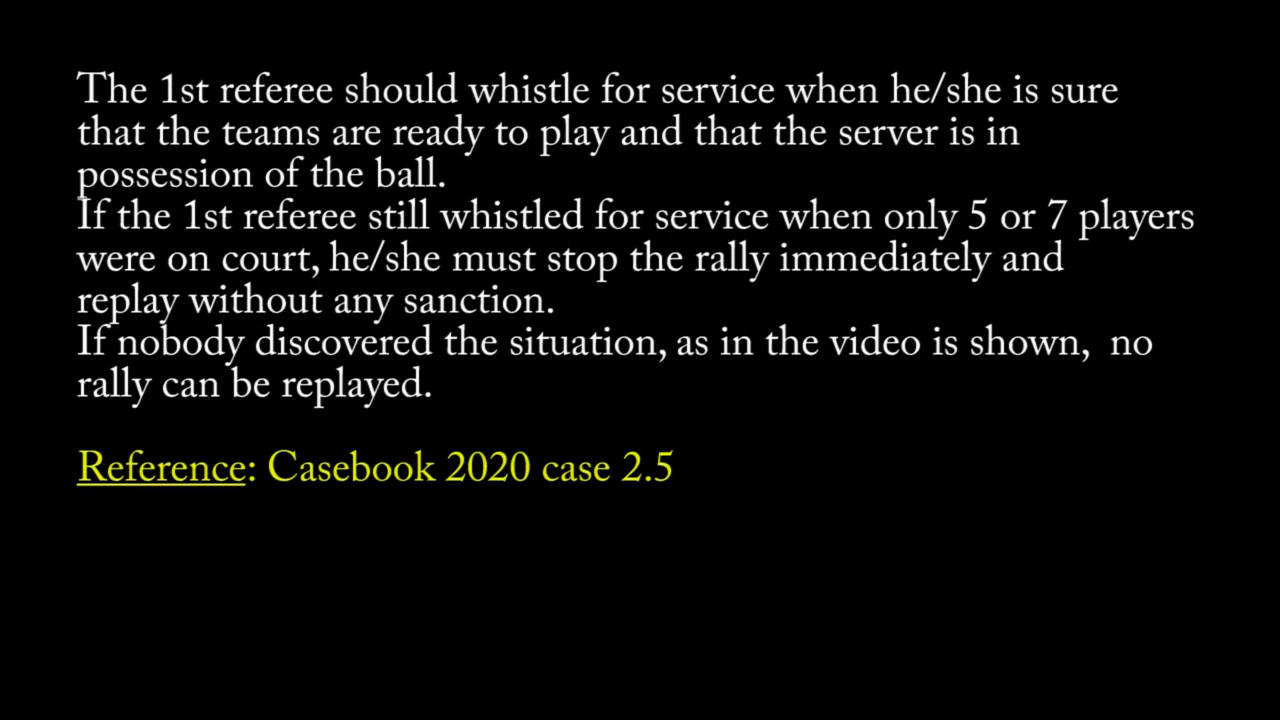 The 1st referee should whistle for service when he/she is sure
that the teams are ready to play and that the server is in
possession of the ball.
If the 1st referee still whistled for service when only 5 or 7 players
were on court, he/she must stop the rally immediately and
replay without any sanction.
If nobody discovered the situation, as in the video is shown,  no
rally can be replayed.
Reference: Casebook 2020 case 2.5